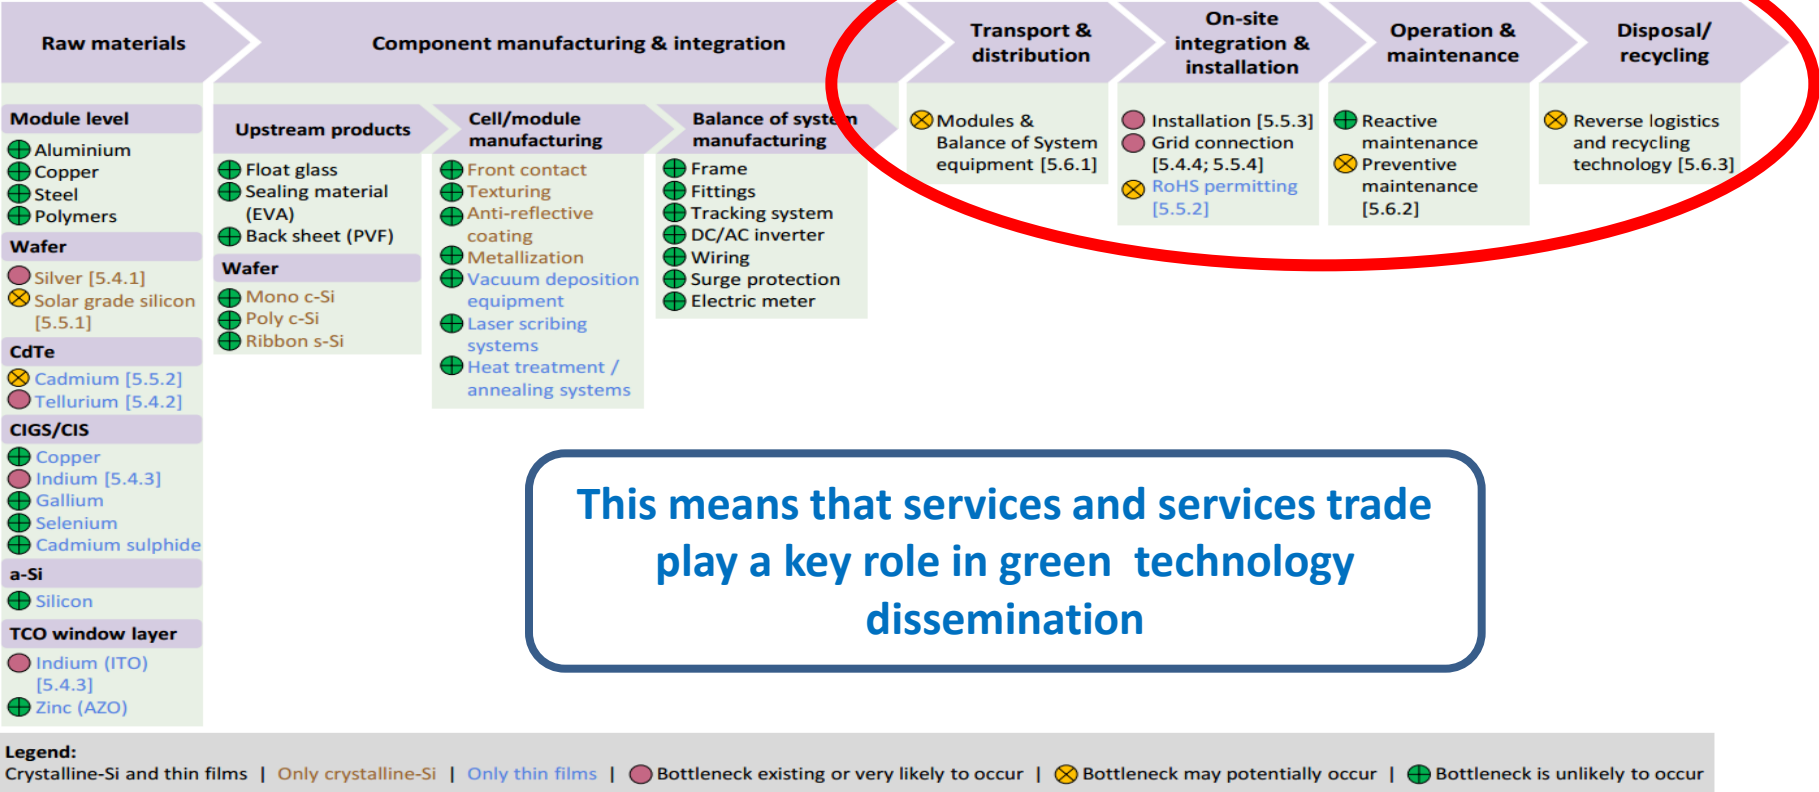 Raw materials
Component manufacturing & integration
Transport &
distribution
On-site
integration &
installation
Operation &
maintenance
Disposal/
recycling
Module level
Aluminium
Copper
Steel
Polymers
Wafer
Silver [5.4.1]
Solar grade silicon
[5.5.1]
CdTe
Cadmium [5.5.2]
Tellurium [5.4.2]
CIGS/CIS
Copper
Indium [5.4.3]
Gallium
Selenium
Cadmium sulphide
a-Si
Silicon
TCO window layer
Indium (ITO)
[5.4.3]
Zinc (AZO)
Upstream products
Float glass
Sealing material
(EVA)
Back sheet (PVF)
Wafer
Mono c-Si
Poly c-Si
Ribbon s-Si
Cell/module
manufacturing
Front contact
Texturing
Anti-reflective
coating
Metallization
Vacuum deposition
equipment
Laser scribing
systems
Heat treatment /
annealing systems
Balance of system
manufacturing
Frame
Fittings
Tracking system
DC/AC inverter
Wiring
Surge protection
Electric meter
Modules &
Balance of System
equipment [5.6.1]
Installation [5.5.3]
Grid connection
[5.4.4; 5.5.4]
RoHS permitting
[5.5.2]
Reactive
maintenance
Preventive
maintenance
[5.6.2]
Reverse logistics
and recycling
technology [5.6.3]
This means that services and services trade
play a key role in green technology
dissemination
Legend:
Crystalline-Si and thin films | Only crystalline-Si | Only thin films | Bottleneck existing or very likely to occur | Bottleneck may potentially occur | Bottleneck is unlikely to occur